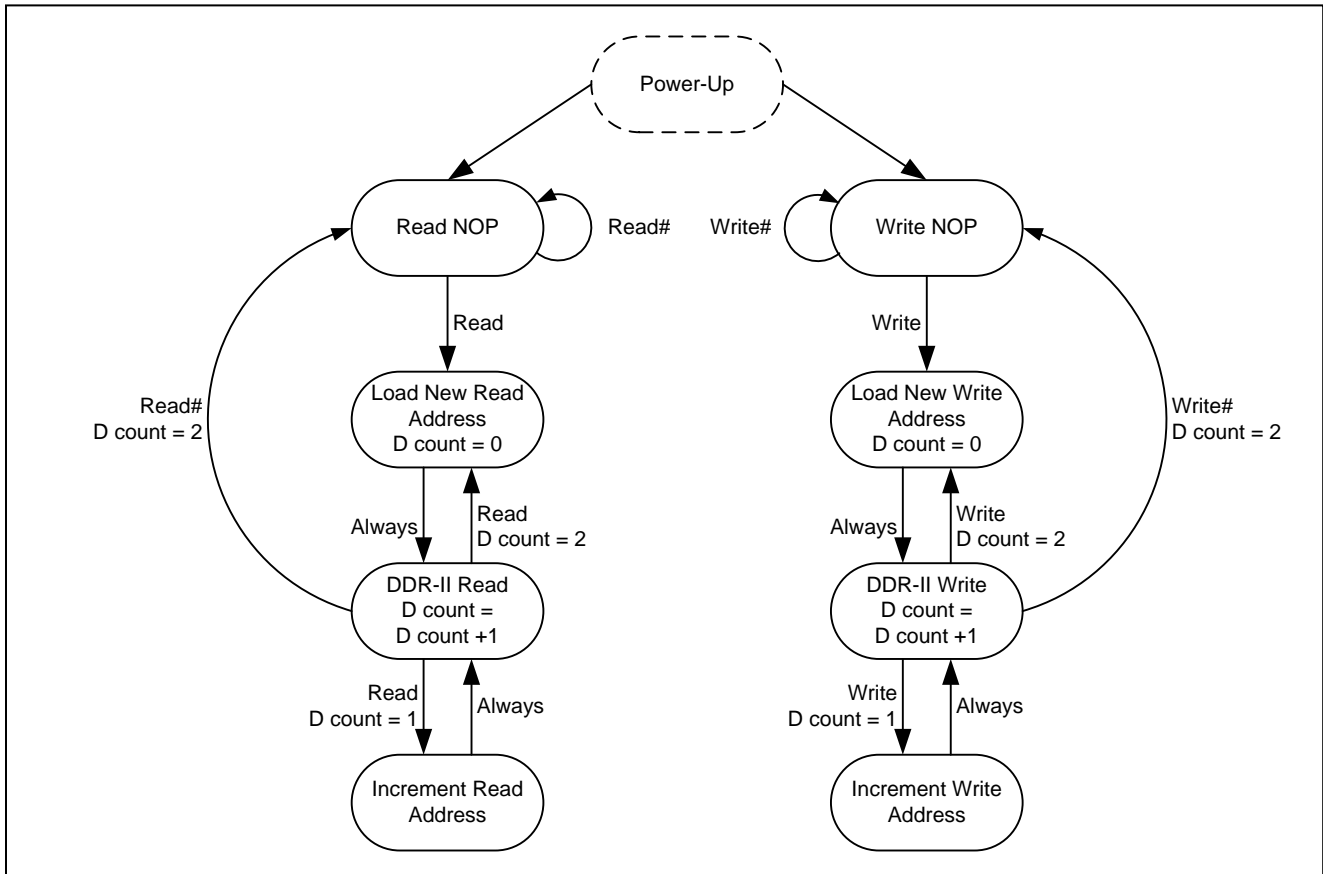 Power-Up
Read NOP
Read#
Write#
Write NOP
Read
Write
Load New Read
Address
D count = 0
Load New Write
Address
D count = 0
Read#
D count = 2
Write#
D count = 2
Always
Read
D count = 2
Always
Write
D count = 2
DDR-II Read
D count =
D count +1
DDR-II Write
D count =
D count +1
Read
D count = 1
Always
Write
D count = 1
Always
Increment Read
Address
Increment Write
Address